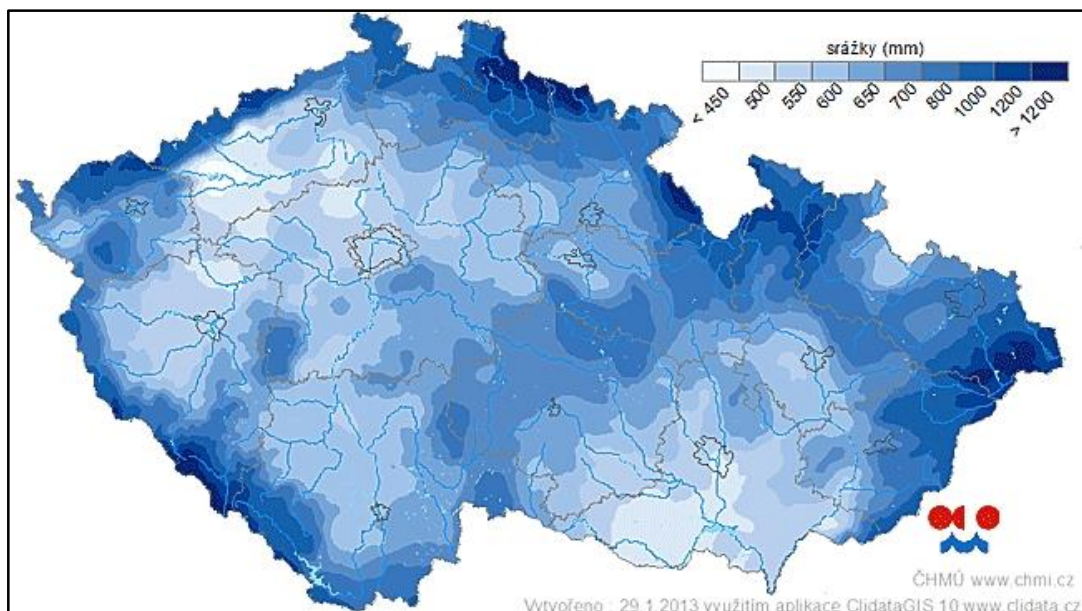 srážky (mm)
< 450 500 550 600 650 700 800 1000 1200 > 1200
ČHMÚ www.chmi.cz
Vytvořeno : 29.1.2013 využitím aplikace ClidataGIS 10 www.clidata.cz